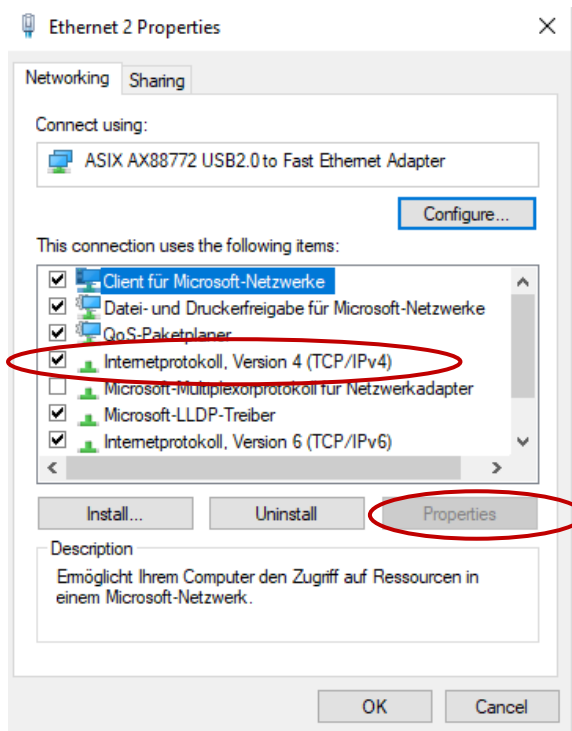 Ethernet 2 Properties
Networking Sharing
Connect using:
ASIX AX88772 USB2.0 to Fast Ethernet Adapter
Configure...
This connection uses the following items:
Client für Microsoft-Netzwerke
Datei- und Druckerfreigabe für Microsoft-Netzwerke
QoS-Paketplaner
Internetprotokoll, Version 4 (TCP/IPv4)
Microsoft-Multiplexorprotokoll für Netzwerkadapter
Microsoft-LLDP-Treiber
Internetprotokoll, Version 6 (TCP/IPv6)
Install... Uninstall Properties
Description
Ermöglicht Ihrem Computer den Zugriff auf Ressourcen in
einem Microsoft-Netzwerk.
OK Cancel